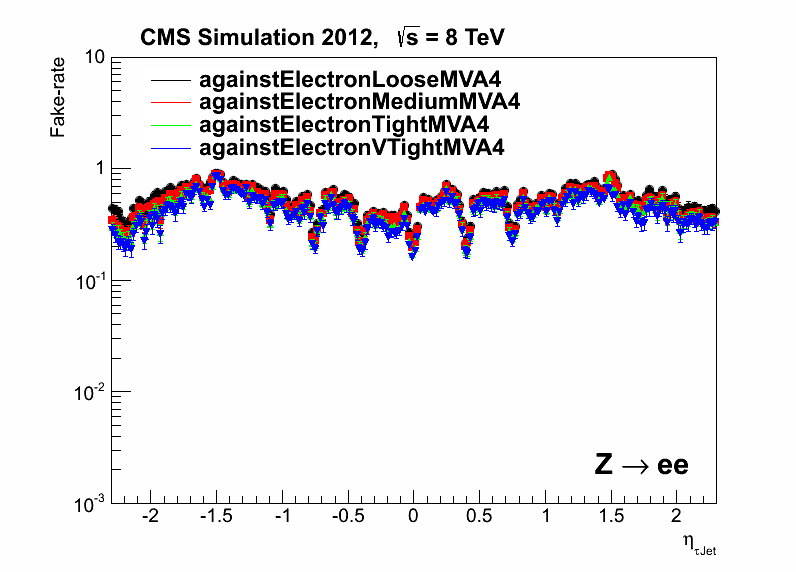 CMS Simulation 2012, √s = 8 TeV
Fake-rate
10
1
10⁻¹
10⁻²
10⁻³
againstElectronLooseMVA4
againstElectronMediumMVA4
againstElectronTightMVA4
againstElectronVTightMVA4
Z → ee
-2 -1.5 -1 -0.5 0 0.5 1 1.5 2
η τJet